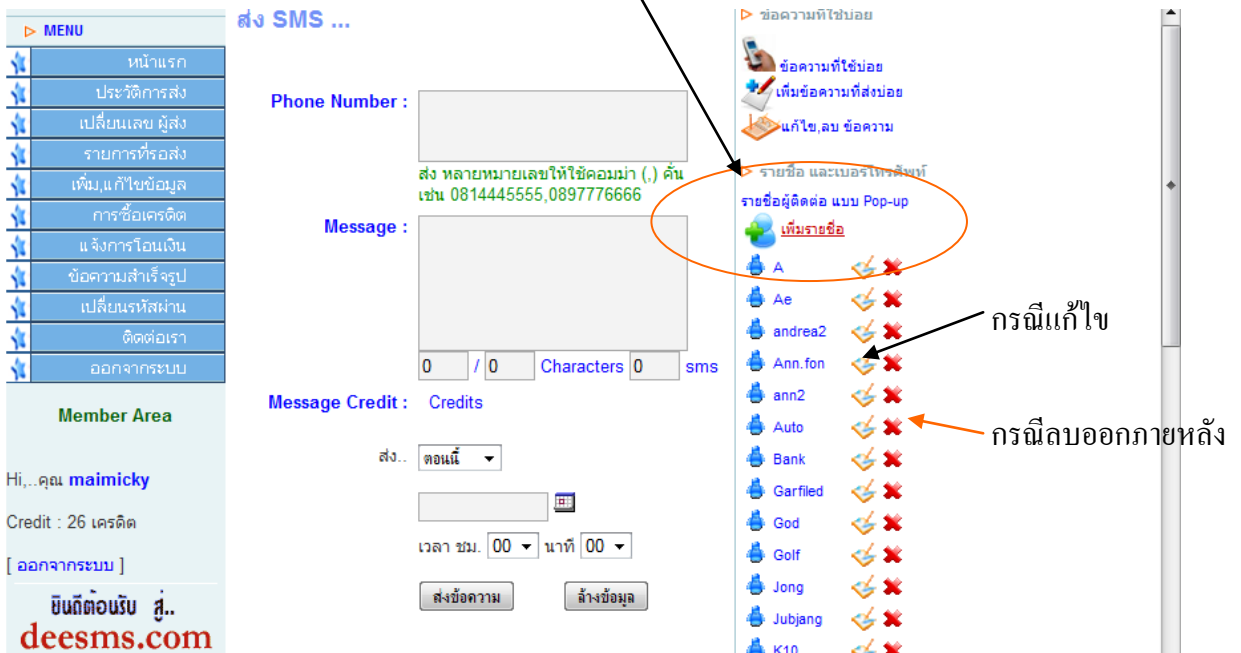 MENU
หน้าแรก
ประวัติการส่ง
เปลี่ยนเลข ผู้ส่ง
รายการที่รอส่ง
เพิ่ม,แก้ไขข้อมูล
การซื้อเครดิต
แจ้งการโอนเงิน
ข้อความสำเร็จรูป
เปลี่ยนรหัสผ่าน
ติดต่อเรา
ออกจากระบบ
Member Area
Hi,..คุณ maimicky
Credit : 26 เครดิต
[ ออกจากระบบ ]
ยินดีต้อนรับ สู่..
deesms.com
ส่ง SMS ...
Phone Number :
ส่ง หลายหมายเลขให้ใช้คอมม่า (,) คั่น
เช่น 0814445555,0897776666
Message :
0 / 0 Characters 0 sms
Message Credit : Credits
ส่ง.. ตอนนี้
เวลา ชม. 00 นาที 00
ส่งข้อความ ล้างข้อมูล
ข้อความที่ใช้บ่อย
ข้อความที่ใช้บ่อย
เพิ่มข้อความที่ส่งบ่อย
แก้ไข,ลบ ข้อความ
รายชื่อ และเบอร์โทรศัพท์
รายชื่อผู้ติดต่อ แบบ Pop-up
เพิ่มรายชื่อ
A
Ae
andrea2
Ann.fon
ann2
Auto
Bank
Garfiled
God
Golf
Jong
Jubjang
K10
กรณีแก้ไข
กรณีลบออกภายหลัง